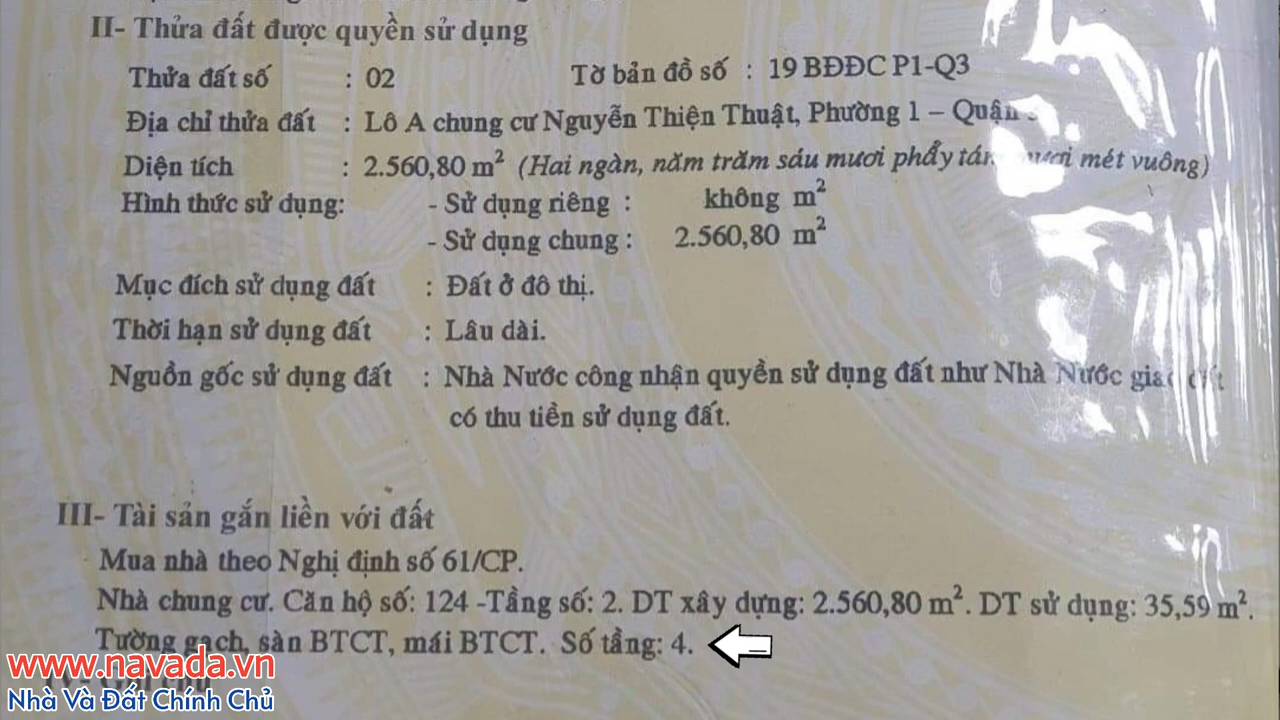 II- Thửa đất được quyền sử dụng
Thửa đất số : 02 Tờ bản đồ số : 19 BĐĐC P1-Q3
Địa chỉ thửa đất : Lô A chung cư Nguyễn Thiện Thuật, Phường 1 – Quận
Diện tích : 2.560,80 m² (Hai ngàn, năm trăm sáu mươi phẩy tám mươi mét vuông)
Hình thức sử dụng: - Sử dụng riêng : không m²
- Sử dụng chung : 2.560,80 m²
Mục đích sử dụng đất : Đất ở đô thị.
Thời hạn sử dụng đất : Lâu dài.
Nguồn gốc sử dụng đất : Nhà Nước công nhận quyền sử dụng đất như Nhà Nước giao đất
có thu tiền sử dụng đất.
III- Tài sản gắn liền với đất
Mua nhà theo Nghị định số 61/CP.
Nhà chung cư. Căn hộ số: 124 -Tầng số: 2. DT xây dựng: 2.560,80 m². DT sử dụng: 35,59 m².
Tường gạch, sàn BTCT, mái BTCT. Số tầng: 4.
www.navada.vn
Nhà Và Đất Chính Chủ